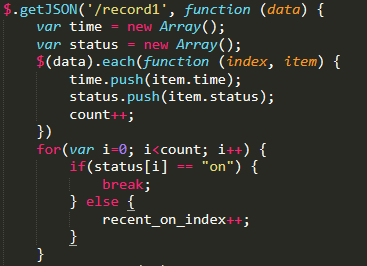 $.getJSON('/record1', function (data) {
    var time = new Array();
    var status = new Array();
    $(data).each(function (index, item) {
        time.push(item.time);
        status.push(item.status);
        count++;
    })
    for(var i=0; i<count; i++) {
        if(status[i] == "on") {
            break;
        } else {
            recent_on_index++;
        }
    }